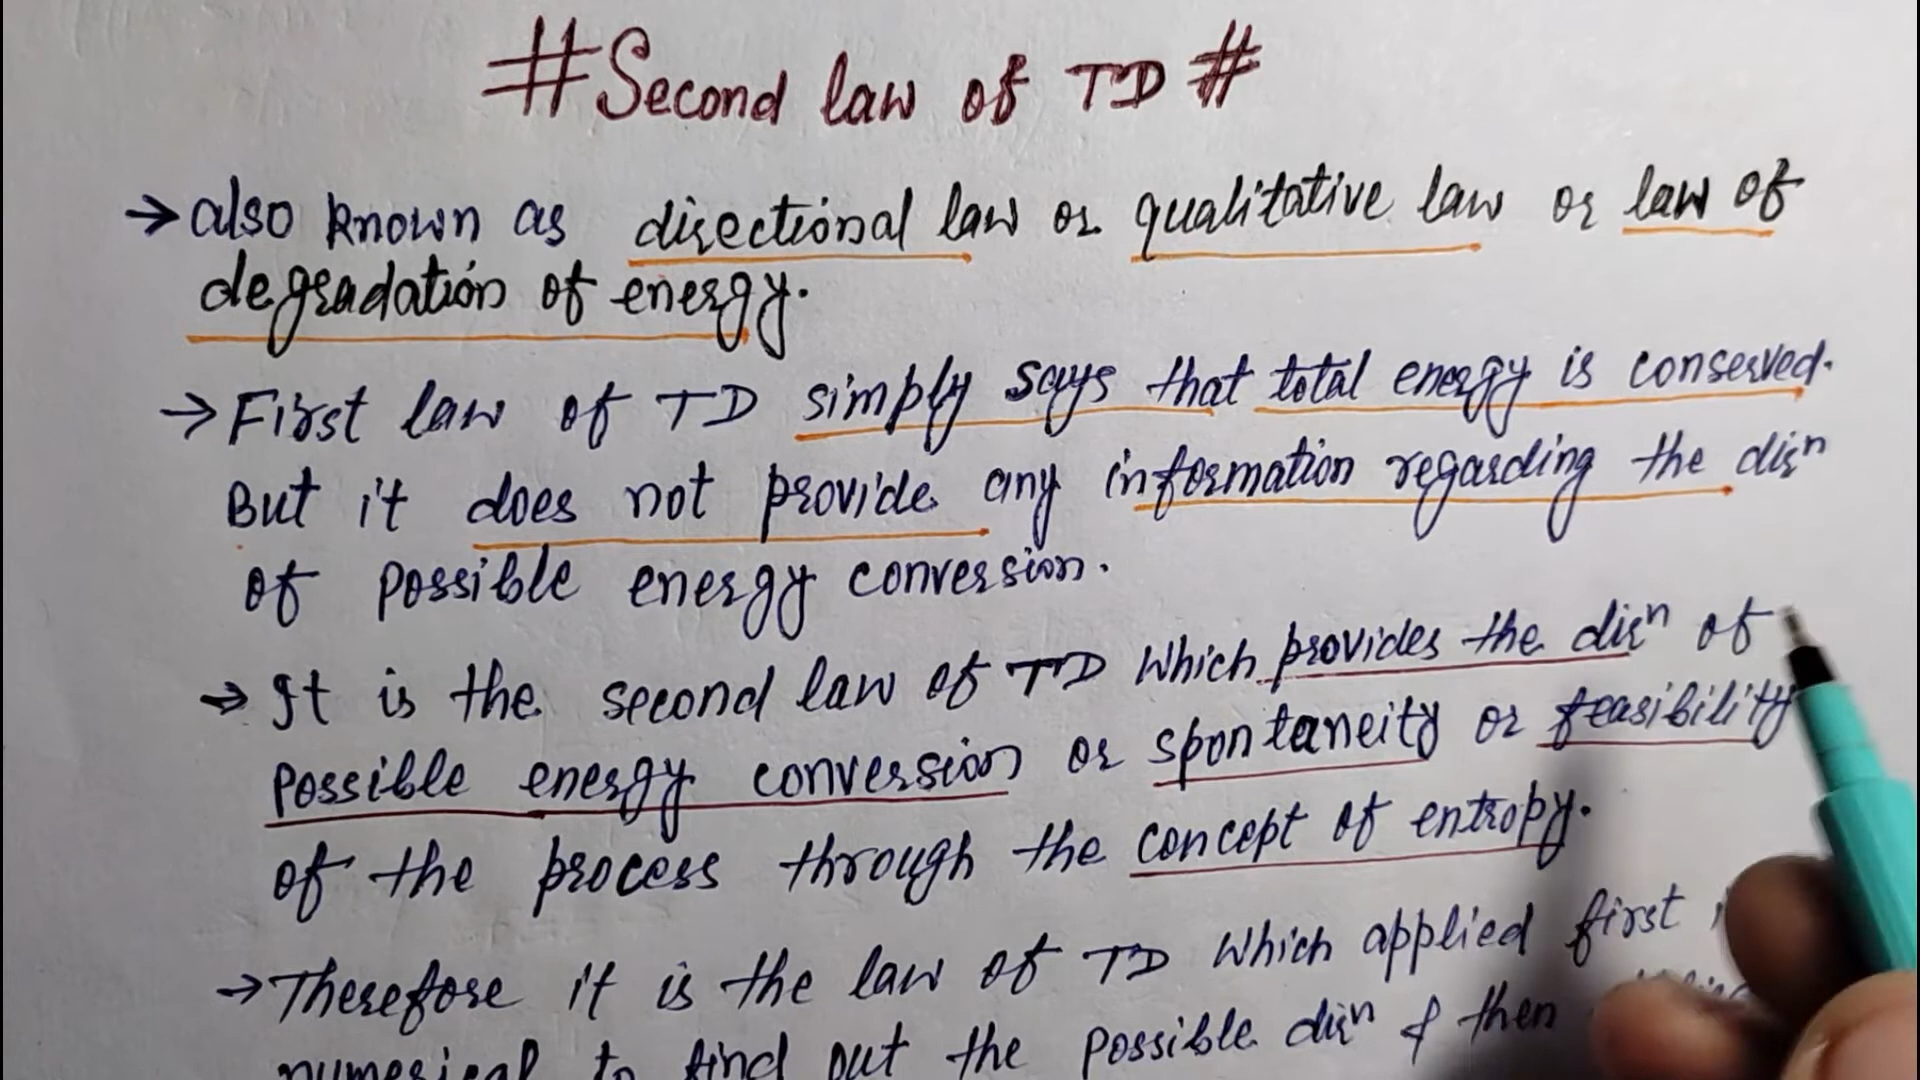 #Second law of TD#
→ also known as directional law or qualitative law or law of
degradation of energy.
→ First law of TD simply says that total energy is conserved.
But it does not provide any information regarding the dirⁿ
of possible energy conversion.
→ It is the second law of TD which provides the dirⁿ of
possible energy conversion or spontaneity or feasibility
of the process through the concept of entropy.
→ Therefore it is the law of TD which applied first
numerical to find out the possible dirⁿ & then